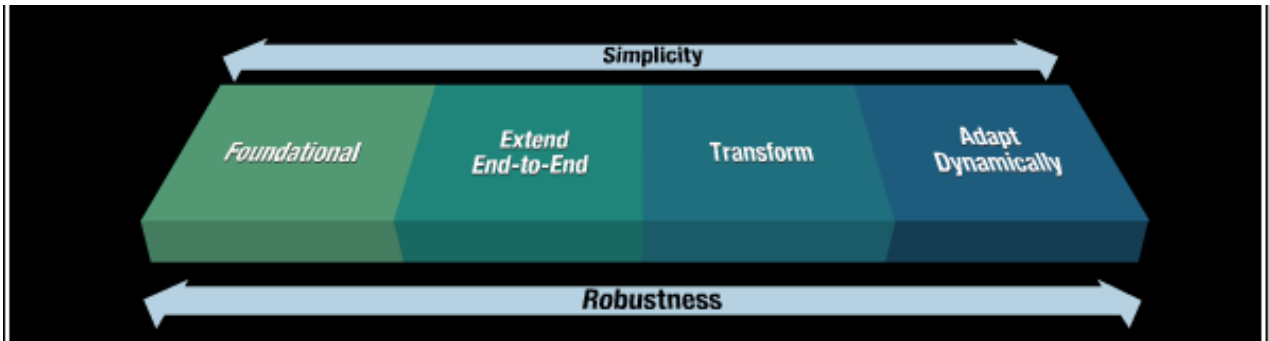 Simplicity
Foundational
Extend
End-to-End
Transform
Adapt
Dynamically
Robustness